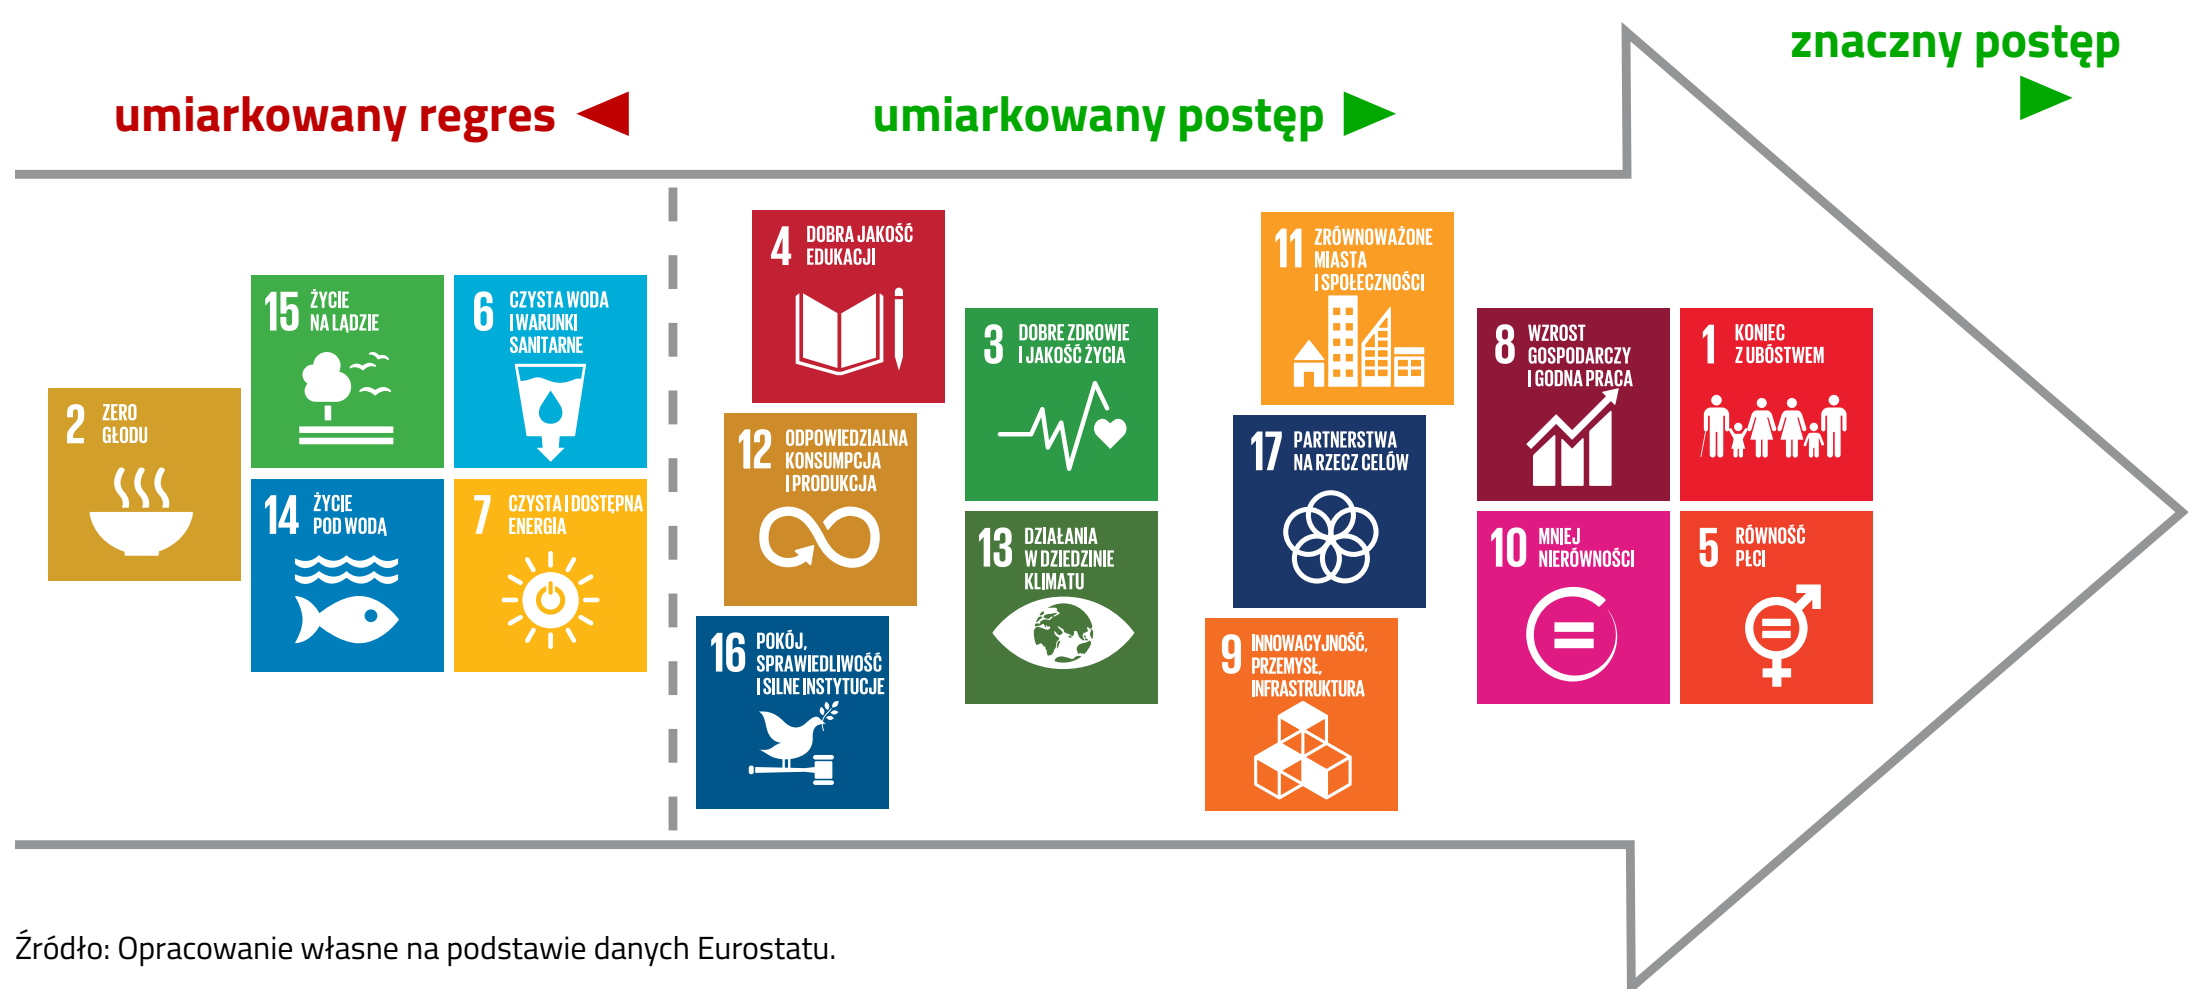 znaczny postęp
umiarkowany regres
umiarkowany postęp
2 ZERO
GŁODU
15 ŻYCIE
NA LĄDZIE
6 CZYSTA WODA
I WARUNKI
SANITARNE
14 ŻYCIE
POD WODĄ
7 CZYSTA I DOSTĘPNA
ENERGIA
4 DOBRA JAKOŚĆ
EDUKACJI
12 ODPOWIEDZIALNA
KONSUMPCJA
I PRODUKCJA
16 POKÓJ,
SPRAWIEDLIWOŚĆ
I SILNE INSTYTUCJE
3 DOBRE ZDROWIE
I JAKOŚĆ ŻYCIA
13 DZIAŁANIA
W DZIEDZINIE
KLIMATU
11 ZRÓWNOWAŻONE
MIASTA
I SPOŁECZNOŚCI
17 PARTNERSTWA
NA RZECZ CELÓW
9 INNOWACYJNOŚĆ,
PRZEMYSŁ,
INFRASTRUKTURA
8 WZROST
GOSPODARCZY
I GODNA PRACA
1 KONIEC
Z UBÓSTWEM
10 MNIEJ
NIERÓWNOŚCI
5 RÓWNOŚĆ
PŁCI
Źródło: Opracowanie własne na podstawie danych Eurostatu.